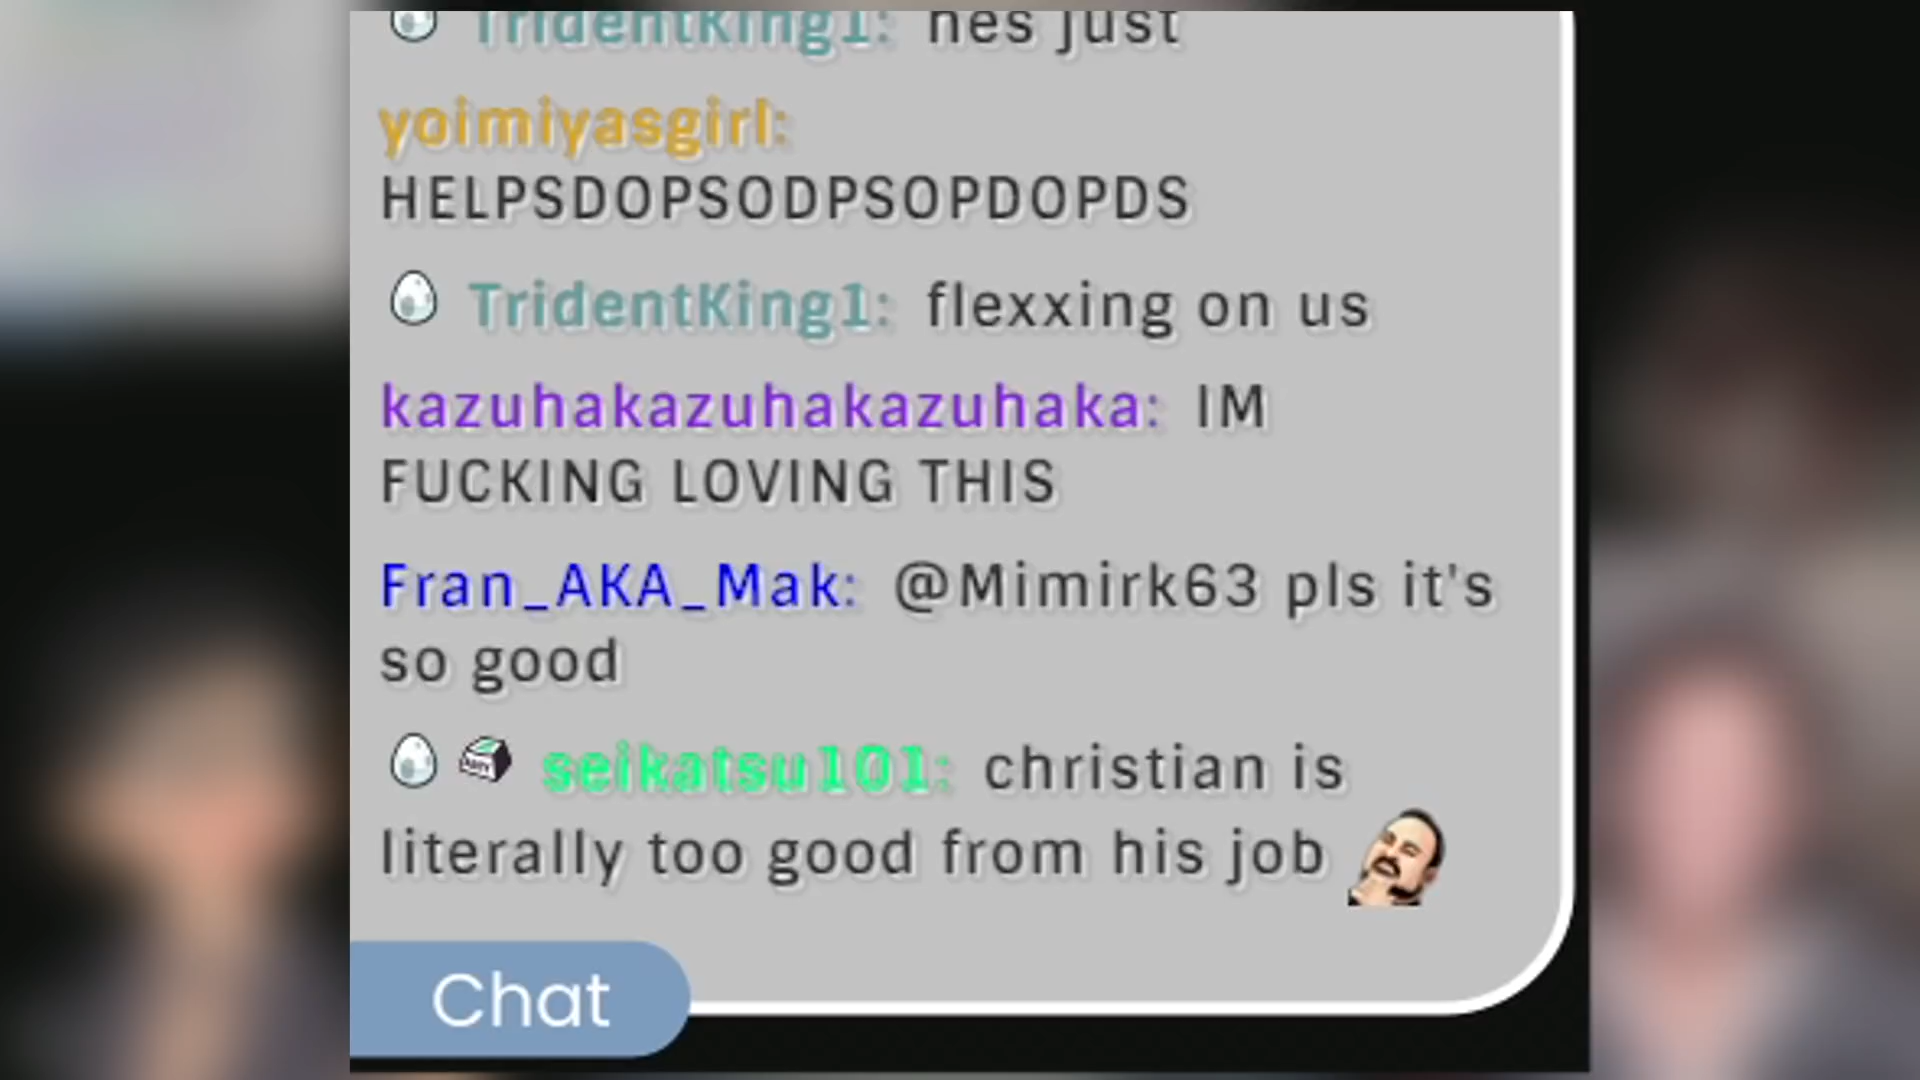 TridentKing1: hes just
yoimiyasgirl:
HELPSDOPSODPSOPDOPDS
TridentKing1: flexxing on us
kazuhakazuhakazuhaka: IM
FUCKING LOVING THIS
Fran_AKA_Mak: @Mimirk63 pls it's
so good
seikatsu101: christian is
literally too good from his job
Chat